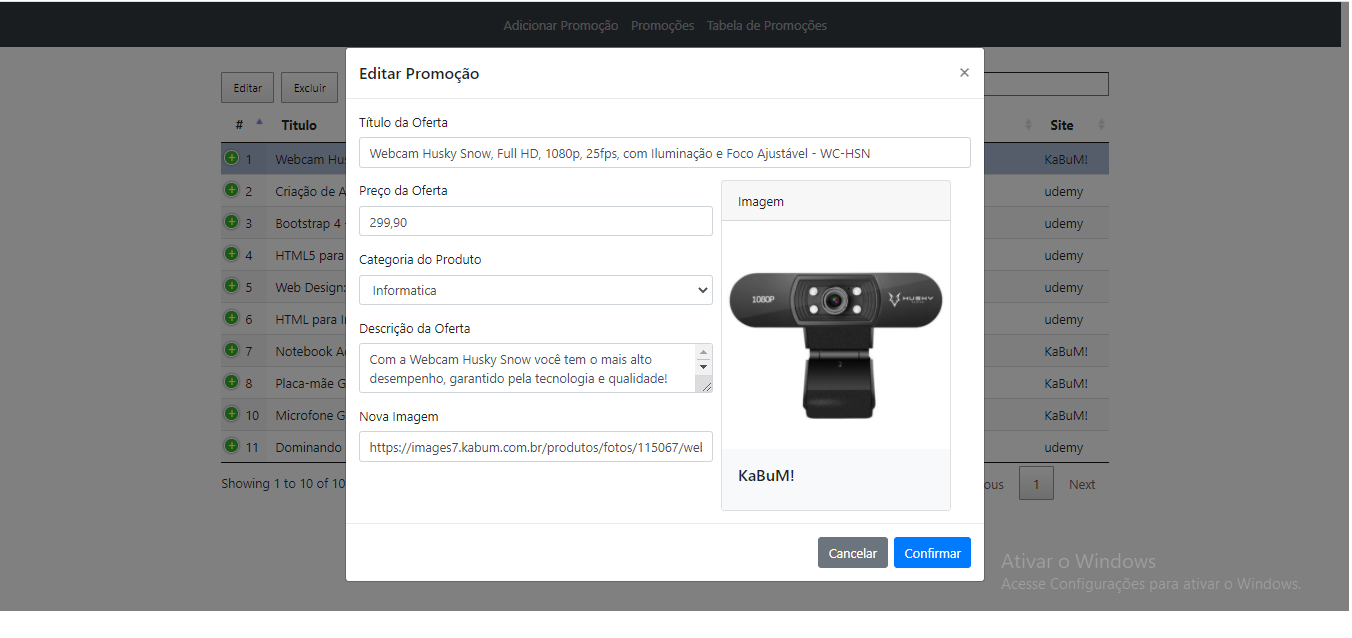 Adicionar Promoção Promoções Tabela de Promoções
Editar Promoção ×
Editar Excluir
# Titulo Site
Título da Oferta
Webcam Husky Snow, Full HD, 1080p, 25fps, com Iluminação e Foco Ajustável - WC-HSN
Preço da Oferta
299,90
Categoria do Produto
Informatica
Descrição da Oferta
Com a Webcam Husky Snow você tem o mais alto
desempenho, garantido pela tecnologia e qualidade!
Nova Imagem
https://images7.kabum.com.br/produtos/fotos/115067/wel
Imagem
1080P HUSKY
KaBuM!
Cancelar Confirmar
1 Webcam Hus KaBuM!
2 Criação de A udemy
3 Bootstrap 4 udemy
4 HTML5 para udemy
5 Web Design: udemy
6 HTML para I udemy
7 Notebook A KaBuM!
8 Placa-mãe G KaBuM!
10 Microfone G KaBuM!
11 Dominando udemy
Showing 1 to 10 of 10 ous 1 Next
Ativar o Windows
Acesse Configurações para ativar o Windows.